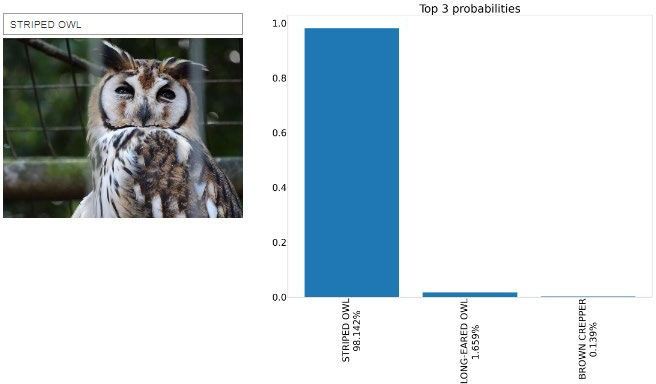 STRIPED OWL
Top 3 probabilities
1.0
0.8
0.6
0.4
0.2
0.0
STRIPED OWL
98.142%
LONG-EARED OWL
1.659%
BROWN CREPPER
0.139%